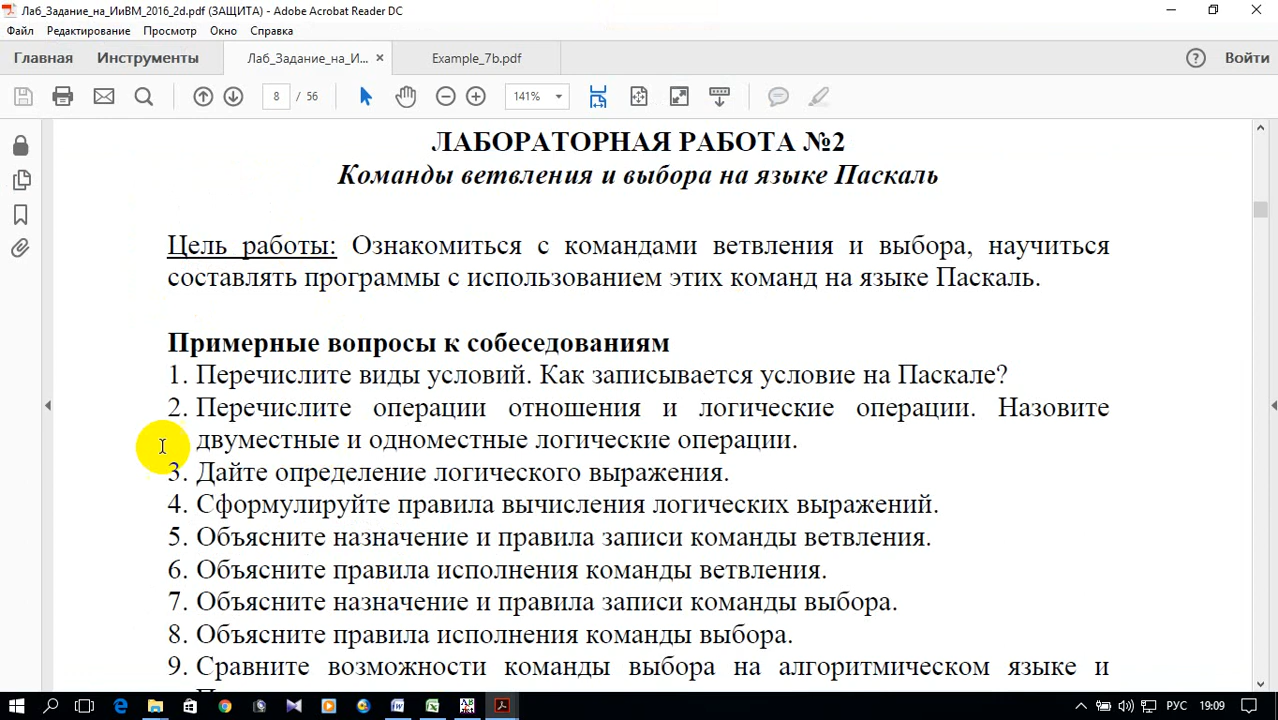 Лаб_Задание_на_ИиВМ_2016_2d.pdf (ЗАЩИТА) - Adobe Acrobat Reader DC
Файл Редактирование Просмотр Окно Справка
Главная Инструменты Лаб_Задание_на_И... × Example_7b.pdf Войти
8 / 56 141%
ЛАБОРАТОРНАЯ РАБОТА №2
Команды ветвления и выбора на языке Паскаль
Цель работы: Ознакомиться с командами ветвления и выбора, научиться
составлять программы с использованием этих команд на языке Паскаль.
Примерные вопросы к собеседованиям
1. Перечислите виды условий. Как записывается условие на Паскале?
2. Перечислите операции отношения и логические операции. Назовите
двуместные и одноместные логические операции.
3. Дайте определение логического выражения.
4. Сформулируйте правила вычисления логических выражений.
5. Объясните назначение и правила записи команды ветвления.
6. Объясните правила исполнения команды ветвления.
7. Объясните назначение и правила записи команды выбора.
8. Объясните правила исполнения команды выбора.
9. Сравните возможности команды выбора на алгоритмическом языке и
РУС 19:09